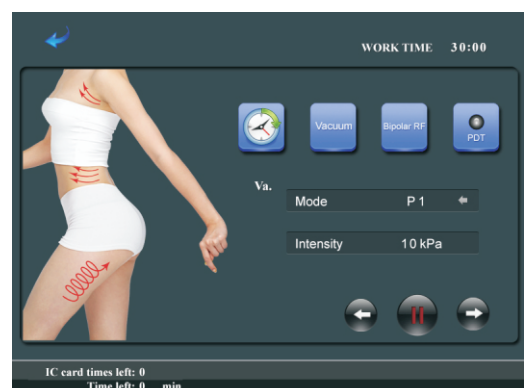 WORK TIME 30:00
Vacuum
Bipolar RF
PDT
Va.
Mode P 1
Intensity 10 kPa
IC card times left: 0
Time left: 0 min